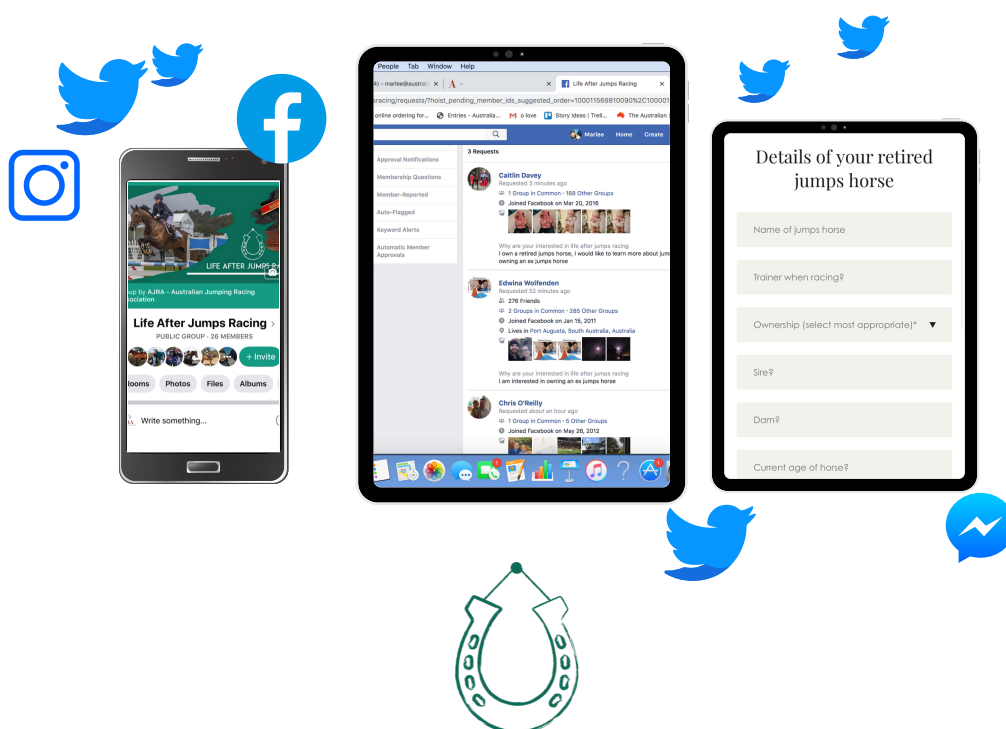 LIFE AFTER JUMPS RA
up by AJRA - Australian Jumping Racing
ociation
Life After Jumps Racing >
PUBLIC GROUP · 26 MEMBERS
+ Invite
Rooms Photos Files Albums
Write something...
People Tab Window Help
4) - marlee@australi × A × Life After Jumps Racing ×
sracing/requests/?hoist_pending_member_ids_suggested_order=100011569810090%2C100001
online ordering for... Entries - Australia... o love Story Ideas | Trell... The Australian
Marlee Home Create
Approval Notifications
Membership Questions
Member-Reported
Auto-Flagged
Keyword Alerts
Automatic Member
Approvals
3 Requests
Caitlin Davey
Requested 3 minutes ago
1 Group in Common · 168 Other Groups
Joined Facebook on Mar 20, 2016
Why are your interested in life after jumps racing
I own a retired jumps horse, I would like to learn more about jum
owning an ex jumps horse
Edwina Wolfenden
Requested 52 minutes ago
276 Friends
2 Groups in Common · 285 Other Groups
Joined Facebook on Jan 15, 2011
Lives in Port Augusta, South Australia, Australia
Why are your interested in life after jumps racing
I am interested in owning an ex jumps horse
Chris O'Reilly
Requested about an hour ago
1 Group in Common · 5 Other Groups
Joined Facebook on May 26, 2012
Details of your retired
jumps horse
Name of jumps horse
Trainer when racing?
Ownership (select most appropriate)* ▼
Sire?
Dam?
Current age of horse?